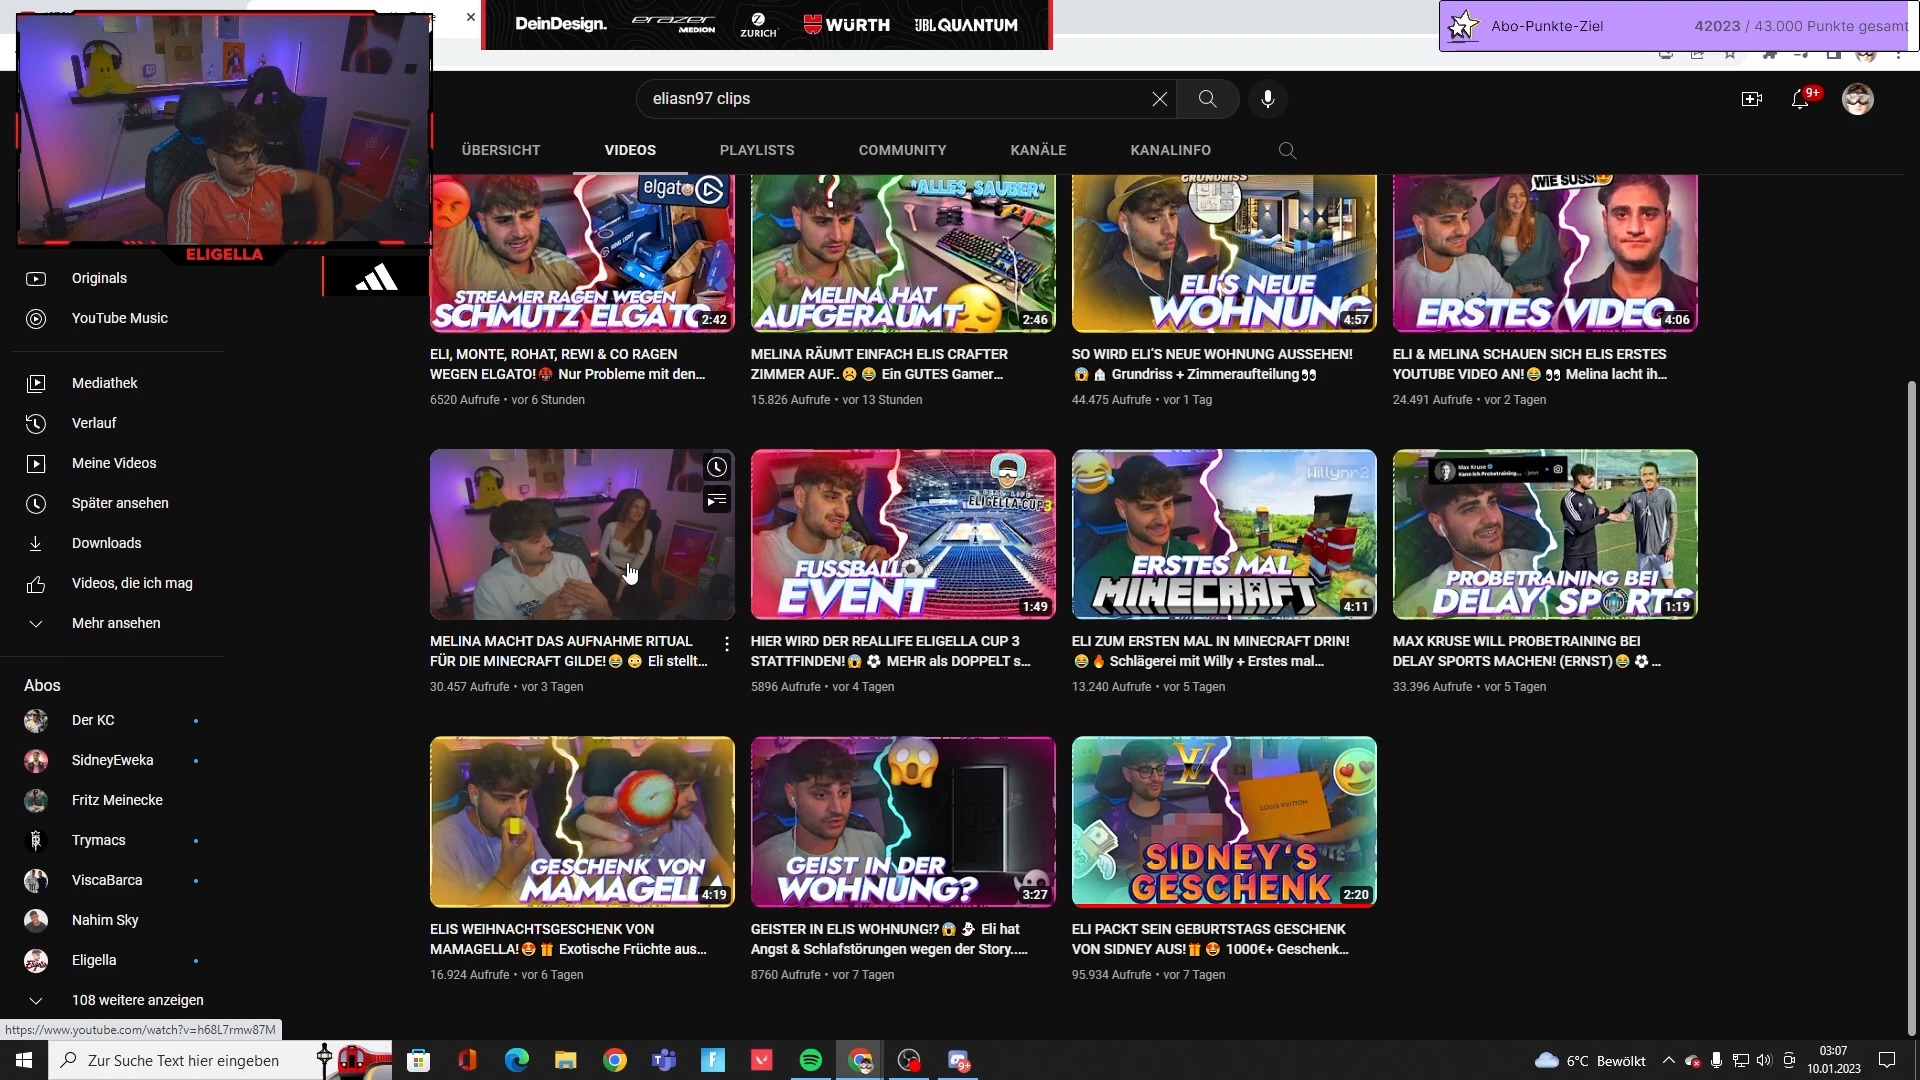 DeinDesign.
erazer
MEDION
ZURICH
WÜRTH
JBL QUANTUM
Abo-Punkte-Ziel
42023 / 43.000 Punkte gesamt
ELIGELLA
eliasn97 clips
9+
ÜBERSICHT
VIDEOS
PLAYLISTS
COMMUNITY
KANÄLE
KANALINFO
Originals
YouTube Music
Mediathek
Verlauf
Meine Videos
Später ansehen
Downloads
Videos, die ich mag
Mehr ansehen
Abos
Der KC
SidneyEweka
Fritz Meinecke
Trymacs
ViscaBarca
Nahim Sky
Eligella
108 weitere anzeigen
elgato
STREAMER RAGEN WEGEN
SCHMUTZ ELGATO
2:42
ELI, MONTE, ROHAT, REWI & CO RAGEN
WEGEN ELGATO!🤬 Nur Probleme mit den...
6520 Aufrufe • vor 6 Stunden
*ALLES SAUBER*
MELINA HAT
AUFGERÄUMT
2:46
MELINA RÄUMT EINFACH ELIS CRAFTER
ZIMMER AUF..☹️😂 Ein GUTES Gamer...
15.826 Aufrufe • vor 13 Stunden
GRUNDRISS
ELI'S NEUE
WOHNUNG
4:57
SO WIRD ELI'S NEUE WOHNUNG AUSSEHEN!
😱🏠 Grundriss + Zimmeraufteilung👀
44.475 Aufrufe • vor 1 Tag
WIE SÜSS!
ERSTES VIDEO
4:06
ELI & MELINA SCHAUEN SICH ELIS ERSTES
YOUTUBE VIDEO AN!😂👀 Melina lacht ih...
24.491 Aufrufe • vor 2 Tagen
MELINA MACHT DAS AUFNAHME RITUAL
FÜR DIE MINECRAFT GILDE!😂😳 Eli stellt...
30.457 Aufrufe • vor 3 Tagen
ELIGELLA CUP 3
FUSSBALL
EVENT
1:49
HIER WIRD DER REALLIFE ELIGELLA CUP 3
STATTFINDEN!😱⚽ MEHR als DOPPELT s...
5896 Aufrufe • vor 4 Tagen
Willynr2
ERSTES MAL
MINECRAFT
4:11
ELI ZUM ERSTEN MAL IN MINECRAFT DRIN!
😂🔥 Schlägerei mit Willy + Erstes mal...
13.240 Aufrufe • vor 5 Tagen
Max Kruse
Kann ich Probetraining...
PROBETRAINING BEI
DELAY SPORTS
1:19
MAX KRUSE WILL PROBETRAINING BEI
DELAY SPORTS MACHEN! (ERNST)😂⚽...
33.396 Aufrufe • vor 5 Tagen
GESCHENK VON
MAMAGELLA
4:19
ELIS WEIHNACHTSGESCHENK VON
MAMAGELLA!🤩🎁 Exotische Früchte aus...
16.924 Aufrufe • vor 6 Tagen
GEIST IN DER
WOHNUNG?
3:27
GEISTER IN ELIS WOHNUNG!?😱👻 Eli hat
Angst & Schlafstörungen wegen der Story.....
8760 Aufrufe • vor 7 Tagen
LV
LOUIS VUITTON
SIDNEY'S
GESCHENK
2:20
ELI PACKT SEIN GEBURTSTAGS GESCHENK
VON SIDNEY AUS!🎁🤩 1000€+ Geschenk...
95.934 Aufrufe • vor 7 Tagen
https://www.youtube.com/watch?v=h68L7rmw87M
Zur Suche Text hier eingeben
6°C Bewölkt
03:07
10.01.2023